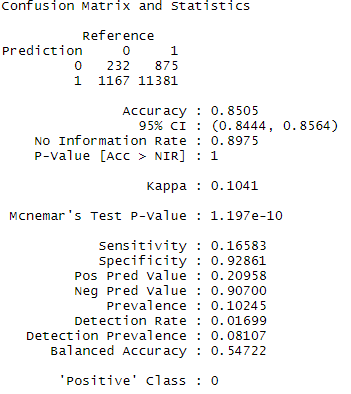 Confusion Matrix and Statistics
Reference
Prediction 0 1
0 232 875
1 1167 11381
Accuracy : 0.8505
95% CI : (0.8444, 0.8564)
No Information Rate : 0.8975
P-Value [Acc > NIR] : 1
Kappa : 0.1041
Mcnemar's Test P-Value : 1.197e-10
Sensitivity : 0.16583
Specificity : 0.92861
Pos Pred Value : 0.20958
Neg Pred Value : 0.90700
Prevalence : 0.10245
Detection Rate : 0.01699
Detection Prevalence : 0.08107
Balanced Accuracy : 0.54722
'Positive' Class : 0